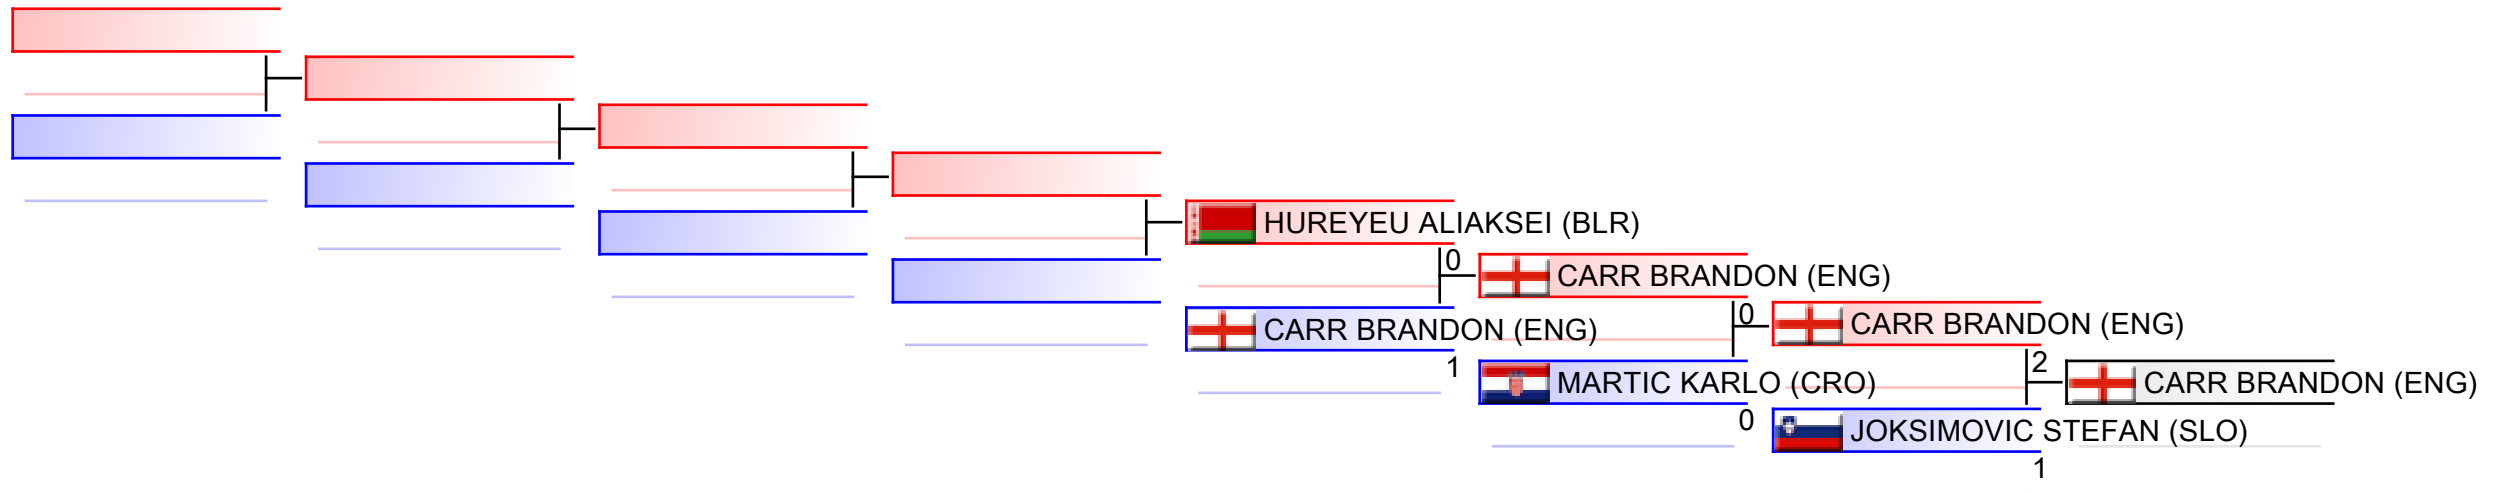 HUREYEU ALIAKSEI (BLR)
0
CARR BRANDON (ENG)
1
CARR BRANDON (ENG)
0
MARTIC KARLO (CRO)
0
CARR BRANDON (ENG)
2
JOKSIMOVIC STEFAN (SLO)
1
CARR BRANDON (ENG)